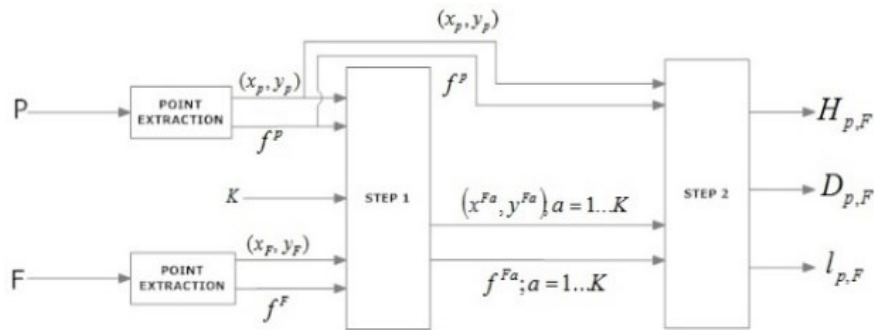 (x_p, y_p)
P
POINT EXTRACTION
(x_p, y_p)
f^p
f^p
K
STEP 1
(x^{Fa}, y^{Fa}); a = 1...K
f^{Fa}; a = 1...K
F
POINT EXTRACTION
(x_F, y_F)
f^F
STEP 2
H_{p,F}
D_{p,F}
l_{p,F}